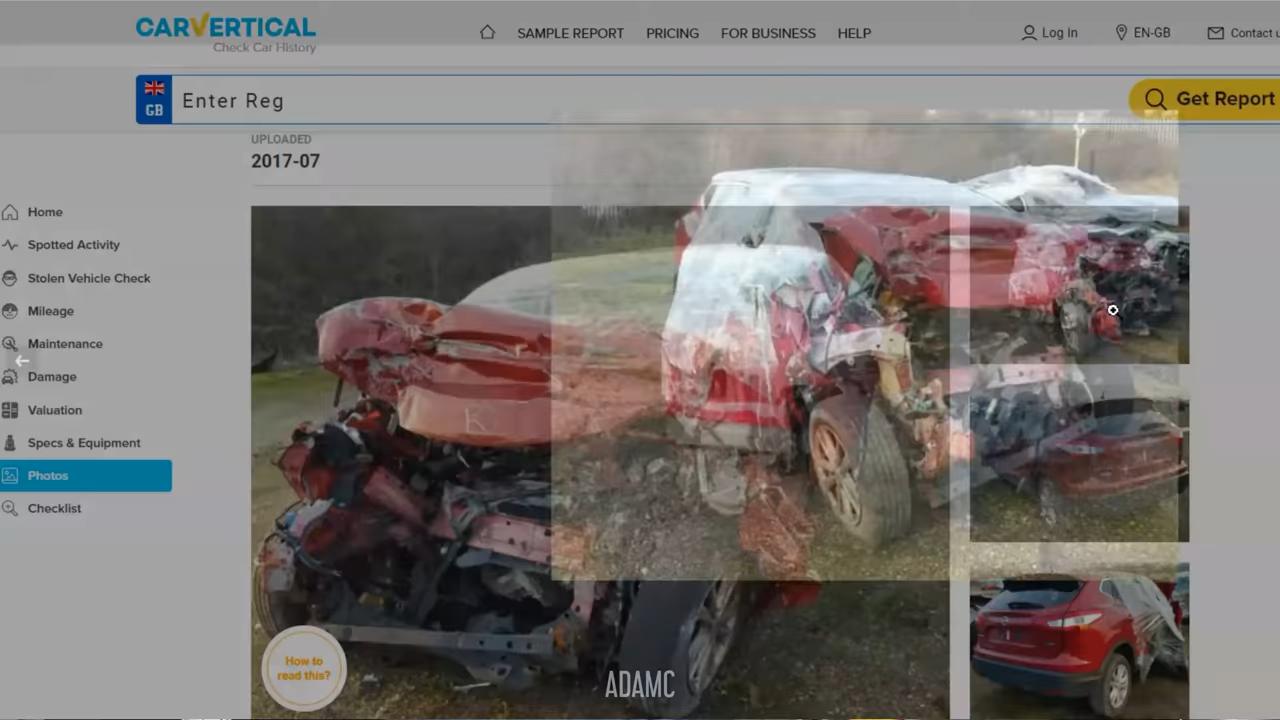 CARVERTICAL
Check Car History
SAMPLE REPORT
PRICING
FOR BUSINESS
HELP
Log In
EN-GB
Contact u
GB
Enter Reg
Get Report
UPLOADED
2017-07
Home
Spotted Activity
Stolen Vehicle Check
Mileage
Maintenance
Damage
Valuation
Specs & Equipment
Photos
Checklist
How to
read this?
ADAMC